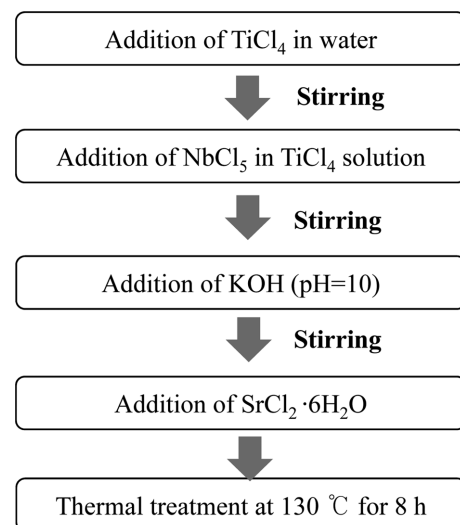 Addition of TiCl₄ in water
Stirring
Addition of NbCl₅ in TiCl₄ solution
Stirring
Addition of KOH (pH=10)
Stirring
Addition of SrCl₂·6H₂O
Thermal treatment at 130 ℃ for 8 h